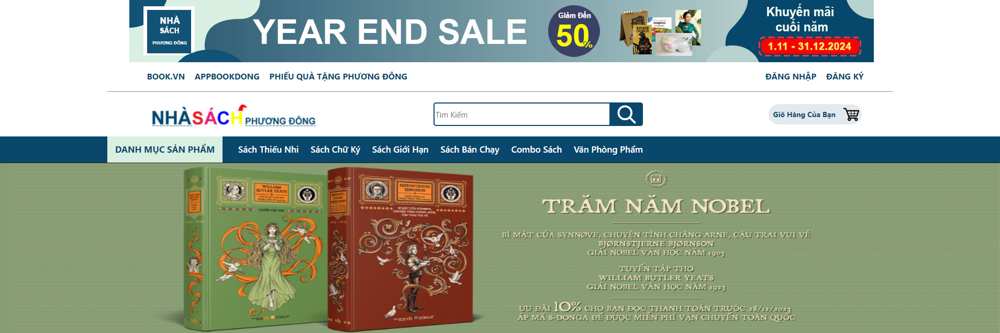 NHÀ
SÁCH
PHƯƠNG ĐÔNG
YEAR END SALE
Giảm Đến
50%
Khuyến mãi
cuối năm
1.11 - 31.12.2024
BOOK.VN APPBOOKDONG PHIẾU QUÀ TẶNG PHƯƠNG ĐÔNG ĐĂNG NHẬP ĐĂNG KÝ
NHÀSÁCH PHƯƠNG ĐÔNG
Tìm Kiếm
Giõ Hàng Của Bạn
DANH MỤC SẢN PHẨM Sách Thiếu Nhi Sách Chữ Ký Sách Giới Hạn Sách Bán Chạy Combo Sách Văn Phòng Phẩm
WILLIAM
BUTLER YEATS
TUYỂN TẬP THƠ
1923 - 2023
BJØRNSTJERNE
BJØRNSON
BÍ MẬT CỦA SYNNØVE,
CHUYỆN TÌNH CHÀNG ARNE,
CẬU TRAI VUI VẺ
1903 - 2023
ĐÔNG A
ĐÔNG A
TRĂM NĂM NOBEL
BÍ MẬT CỦA SYNNØVE, CHUYỆN TÌNH CHÀNG ARNE, CẬU TRAI VUI VẺ
BJØRNSTJERNE BJØRNSON
GIẢI NOBEL VĂN HỌC NĂM 1903
TUYỂN TẬP THƠ
WILLIAM BUTLER YEATS
GIẢI NOBEL VĂN HỌC NĂM 1923
ƯU ĐÃI 10% CHO BẠN ĐỌC THANH TOÁN TRƯỚC 28/12/2023
ÁP MÃ S-DONGA ĐỂ ĐƯỢC MIỄN PHÍ VẬN CHUYỂN TOÀN QUỐC